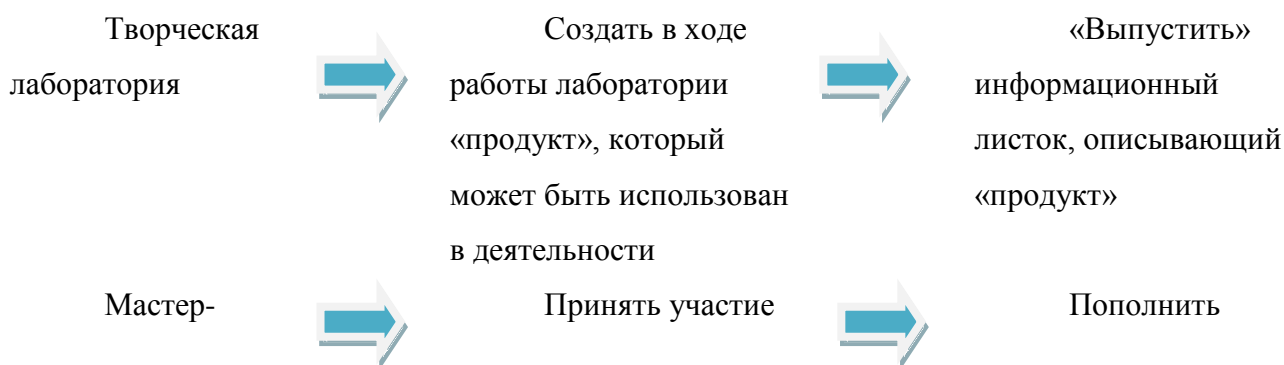 Творческая
лаборатория
Создать в ходе
работы лаборатории
«продукт», который
может быть использован
в деятельности
«Выпустить»
информационный
листок, описывающий
«продукт»
Мастер-
Принять участие
Пополнить